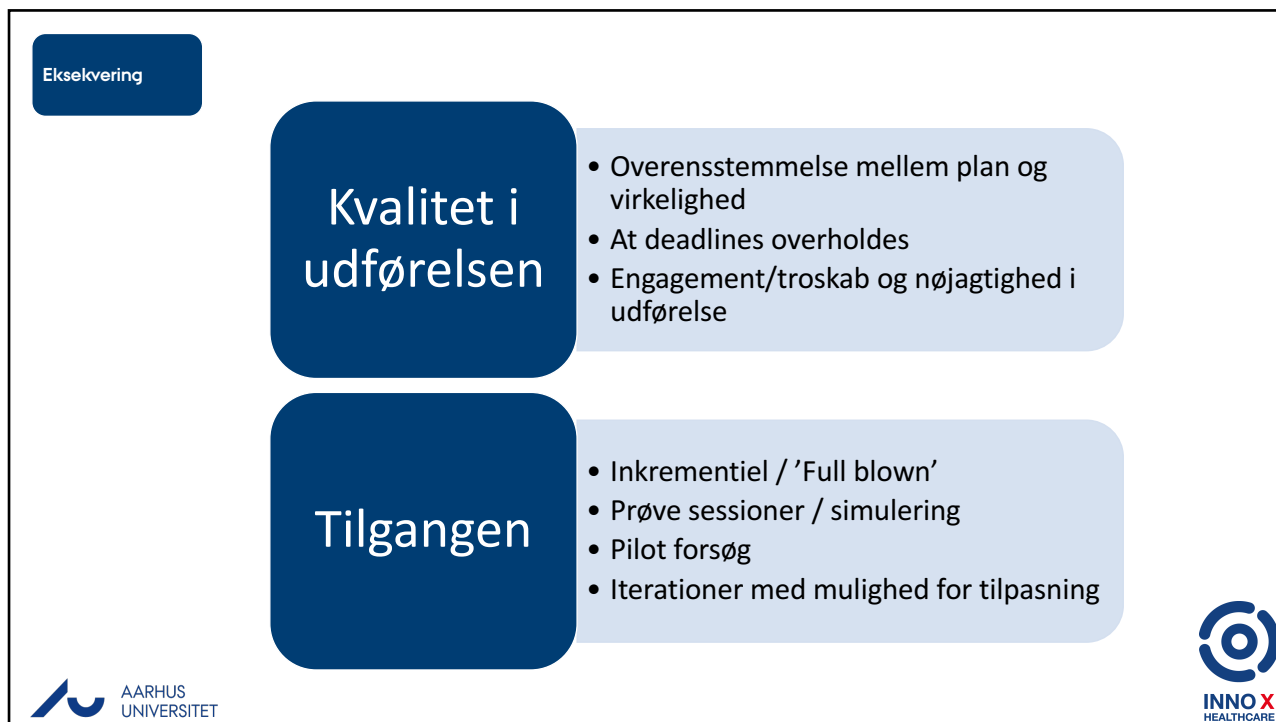 Eksekvering
Kvalitet i
udførelsen
• Overensstemmelse mellem plan og
virkelighed
• At deadlines overholdes
• Engagement/troskab og nøjagtighed i
udførelse
Tilgangen
• Inkrementiel / ’Full blown’
• Prøve sessioner / simulering
• Pilot forsøg
• Iterationer med mulighed for tilpasning
AARHUS
UNIVERSITET
INNO X
HEALTHCARE